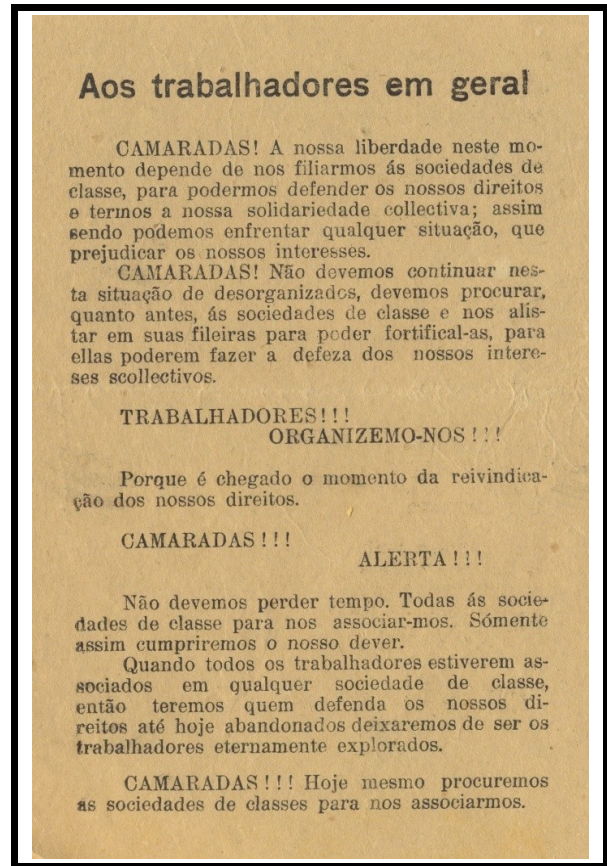 Aos trabalhadores em geral
CAMARADAS! A nossa liberdade neste mo-
mento depende de nos filiarmos ás sociedades de
classe, para podermos defender os nossos direitos
e termos a nossa solidariedade collectiva; assim
sendo podemos enfrentar qualquer situação, que
prejudicar os nossos interesses.
CAMARADAS! Não devemos continuar nes-
ta situação de desorganizados, devemos procurar,
quanto antes, ás sociedades de classe e nos alis-
tar em suas fileiras para poder fortifical-as, para
ellas poderem fazer a defeza dos nossos intere-
ses scollectivos.
TRABALHADORES!!!
ORGANIZEMO-NOS!!!
Porque é chegado o momento da reivindica-
ção dos nossos direitos.
CAMARADAS!!!
ALERTA!!!
Não devemos perder tempo. Todas ás socie-
dades de classe para nos associar-mos. Sómente
assim cumpriremos o nosso dever.
Quando todos os trabalhadores estiverem as-
sociados em qualquer sociedade de classe,
então teremos quem defenda os nossos di-
reitos até hoje abandonados deixaremos de ser os
trabalhadores eternamente explorados.
CAMARADAS!!! Hoje mesmo procuremos
as sociedades de classes para nos associarmos.